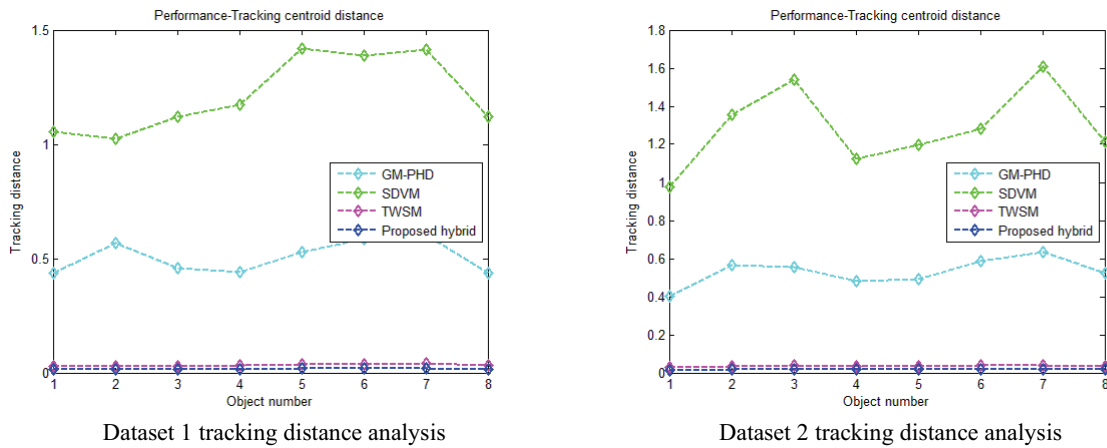 Performance-Tracking centroid distance
1.5
1
0.5
0
Tracking distance
GM-PHD
SDVM
TWSM
Proposed hybrid
1 2 3 4 5 6 7 8
Object number
Dataset 1 tracking distance analysis
Performance-Tracking centroid distance
1.8
1.6
1.4
1.2
1
0.8
0.6
0.4
0.2
0
Tracking distance
GM-PHD
SDVM
TWSM
Proposed hybrid
1 2 3 4 5 6 7 8
Object number
Dataset 2 tracking distance analysis